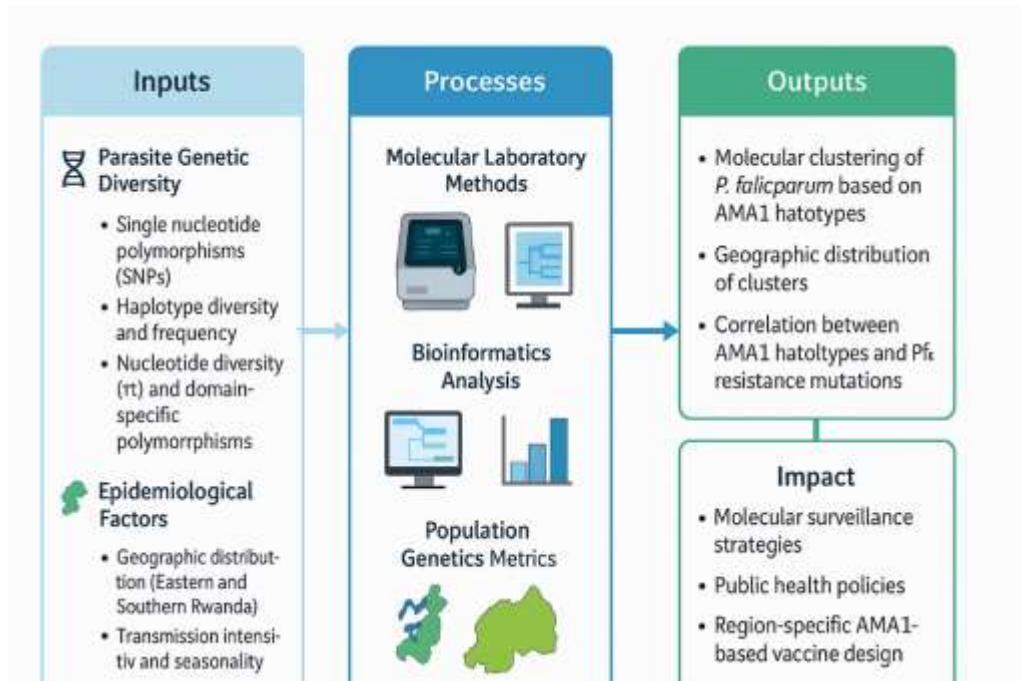 Inputs
Parasite Genetic
Diversity
• Single nucleotide
polymorphisms
(SNPs)
• Haplotype diversity
and frequency
• Nucleotide diversity
(π) and domain-
specific
polymorrphisms
Epidemiological
Factors
• Geographic distribut-
tion (Eastern and
Southern Rwanda)
• Transmission intensi-
tiv and seasonality
Processes
Molecular Laboratory
Methods
Bioinformatics
Analysis
Population
Genetics Metrics
Outputs
• Molecular clustering of
P. falicparum based on
AMA1 hatotypes
• Geographic distribution
of clusters
• Correlation between
AMA1 hatoltypes and
resistance mutations
Impact
• Molecular surveillance
strategies
• Public health policies
• Region-specific AMA1-
based vaccine design